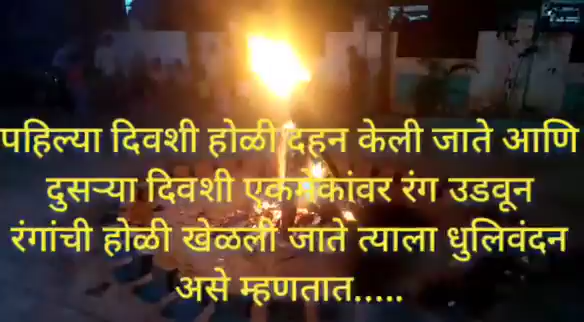 पहिल्या दिवशी होळी दहन केली जाते आणि
दुसऱ्या दिवशी एकमेकांवर रंग उडवून
रंगांची होळी खेळली जाते त्याला धुलिवंदन
असे म्हणतात.....